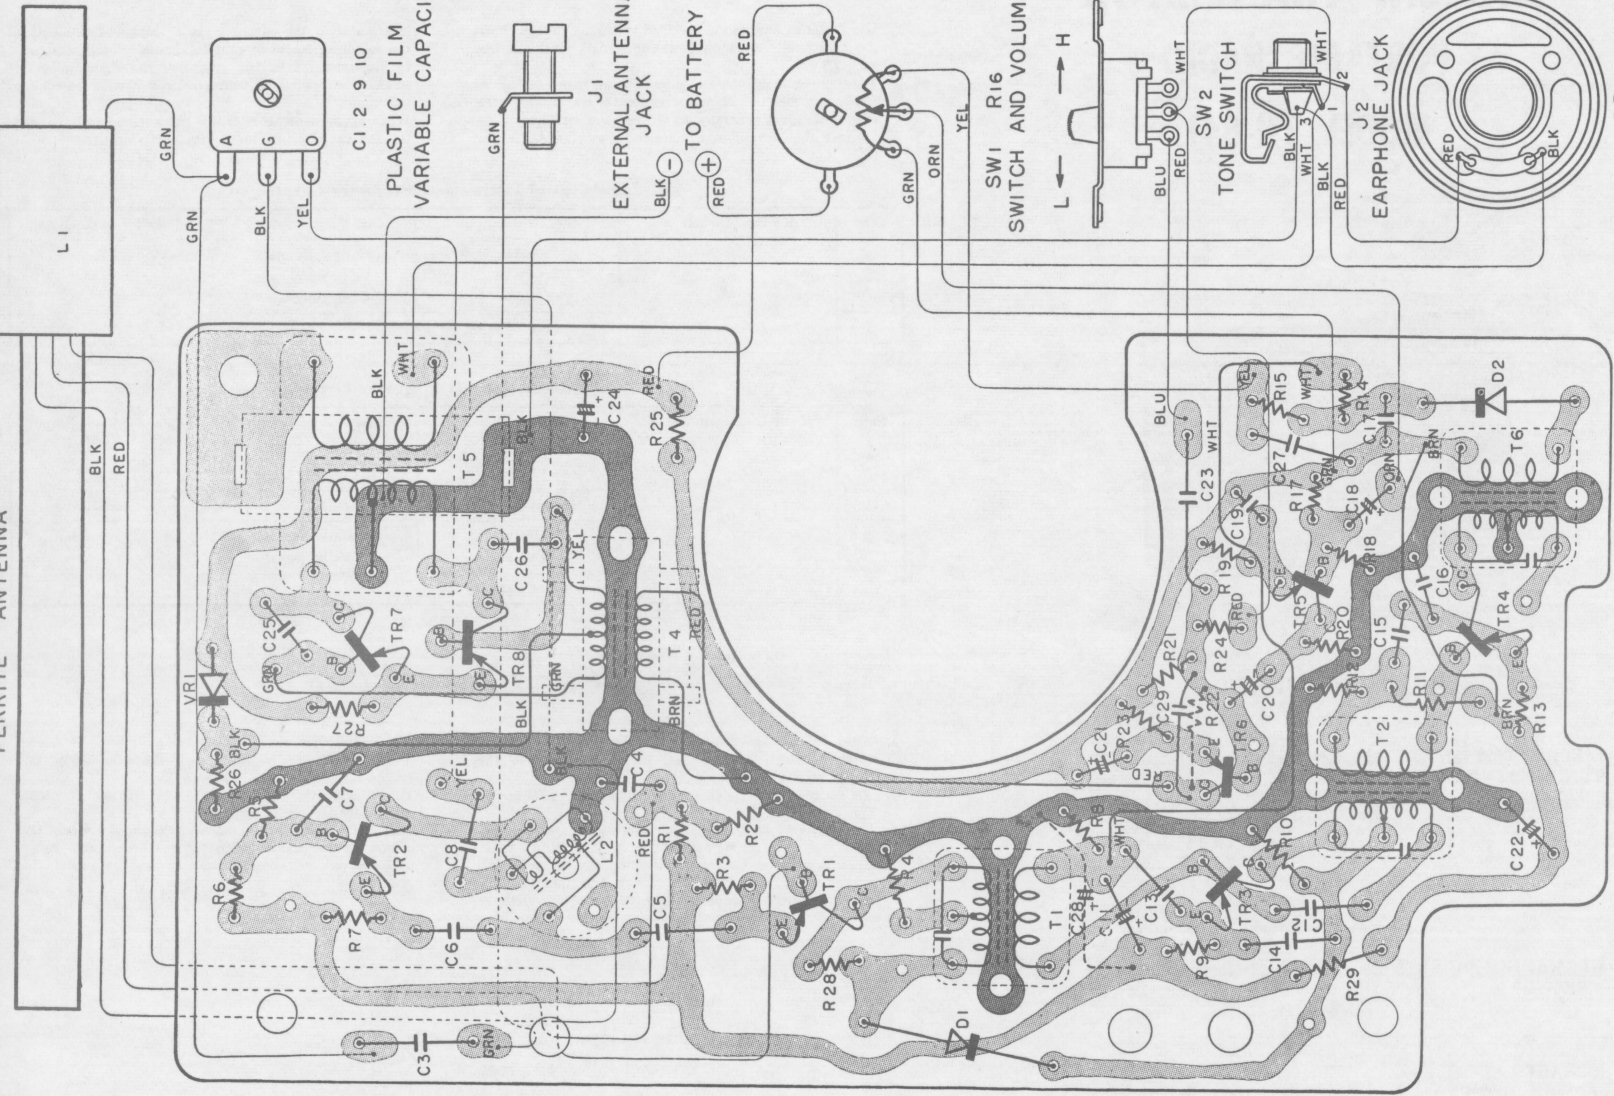 FERRITE ANTENNA
L1
BLK
RED
GRN
GRN
BLK
YEL
A
G
O
C1. 2 9 10
PLASTIC FILM
VARIABLE
GRN
J1
EXTERNAL
JACK
TO BATTERY
BLK
−
RED
+
RED
YEL
ORN
GRN
SW1 R16
SWITCH AND
L
H
BLU
RED
WHT
SW2
TONE SWITCH
WHT
BLK
WHT 3
1
2
BLK
RED
J2
EARPHONE JACK
RED
BLK
BLK
WHT
T5
BLK
C24
+
RED
R25
C26
YEL
C25
C
TR7
B
E
GRN
VR1
R27
B
C
TR8
E
GRN
BLK
T4
RED
BRN
R26
BLK
R5
C7
B
C
TR2
E
R6
R7
YEL
C8
BLK
C4
L2
RED
R1
R2
R3
C5
C6
C3
GRN
B
TR1
E
C
R4
R28
D1
T1
C28
+
C11
+
C13
R8
WHT
R9
B
C
TR3
E
R10
C12
C14
R29
T2
C22
+
BLU
WHT
C23
YEL
R15
WHT
R14
C17
D2
C27
GRN
R17
C18
+
ORN
BRN
T6
C19
R19
R18
E
B
TR5
R20
RED
R24
R21
C29
R22
C21
+
R23
RED
C
E
B
TR6
C20
+
R12
C15
C16
C
TR4
B
E
R11
BRN
R13